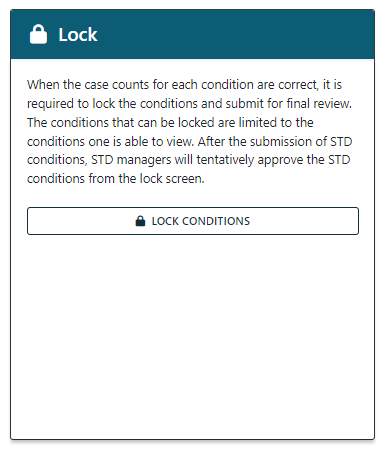 Lock
When the case counts for each condition are correct, it is
required to lock the conditions and submit for final review.
The conditions that can be locked are limited to the
conditions one is able to view. After the submission of STD
conditions, STD managers will tentatively approve the STD
conditions from the lock screen.
LOCK CONDITIONS